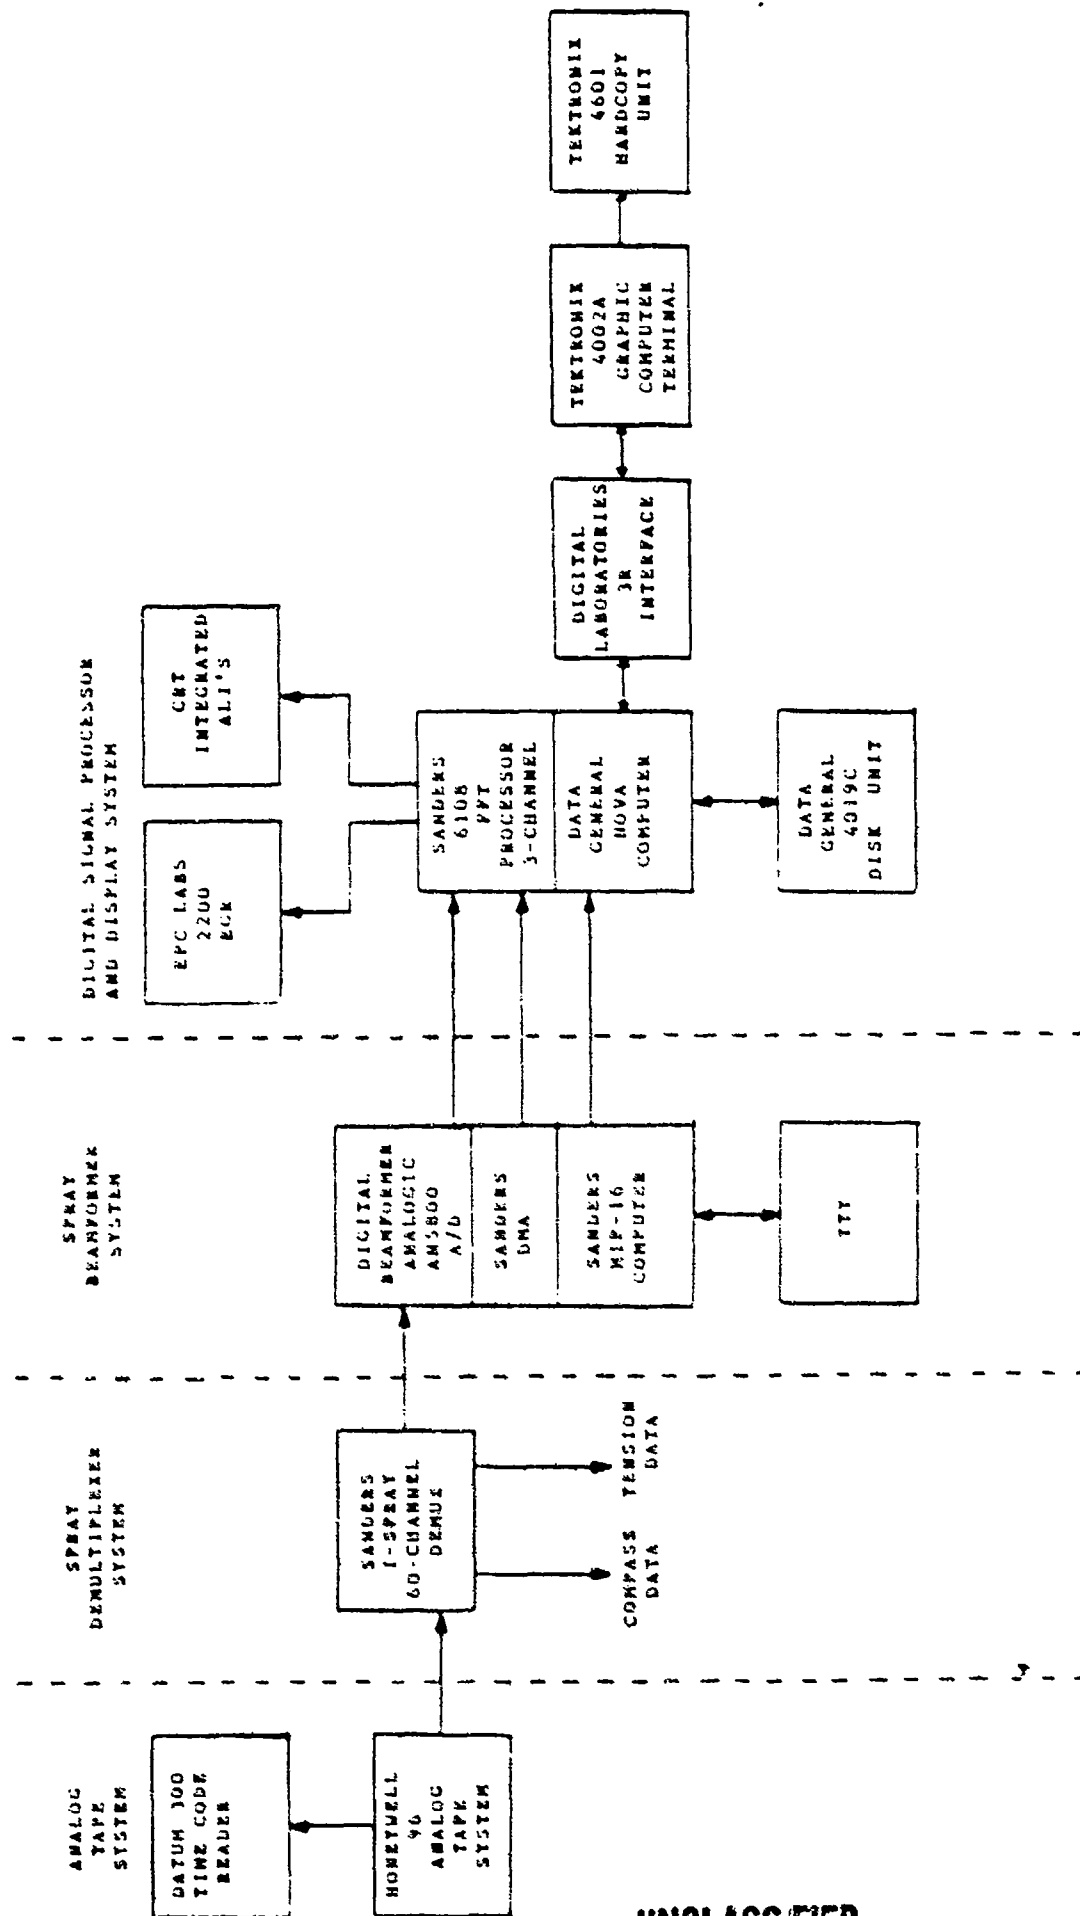 ANALOG
TAPE
SYSTEM
DATUM 300
TIME CODE
READER
HONEYWELL
96
ANALOG
TAPE
SYSTEM
SPRAY
DEMULTIPLEXER
SYSTEM
SANDERS
I-SPRAY
60-CHANNEL
DEMUX
COMPASS
DATA
TENSION
DATA
SPRAY
BEAMFORMER
SYSTEM
DIGITAL
BEAMFORMER
ANALOGIC
AN5800
A/D
SANDERS
DMA
SANDERS
MIP-16
COMPUTER
TTY
DIGITAL SIGNAL PROCESSOR
AND DISPLAY SYSTEM
EPC LABS
2200
CRT
INTEGRATED
ALI'S
SANDERS
610B
FFT
PROCESSOR
3-CHANNEL
DATA
GENERAL
NOVA
COMPUTER
DATA
GENERAL
4019C
DISK UNIT
DIGITAL
LABORATORIES
3R
INTERFACE
TEKTRONIX
4002A
GRAPHIC
COMPUTER
TERMINAL
TEKTRONIX
4601
HARDCOPY
UNIT
UNCLASSIFIED